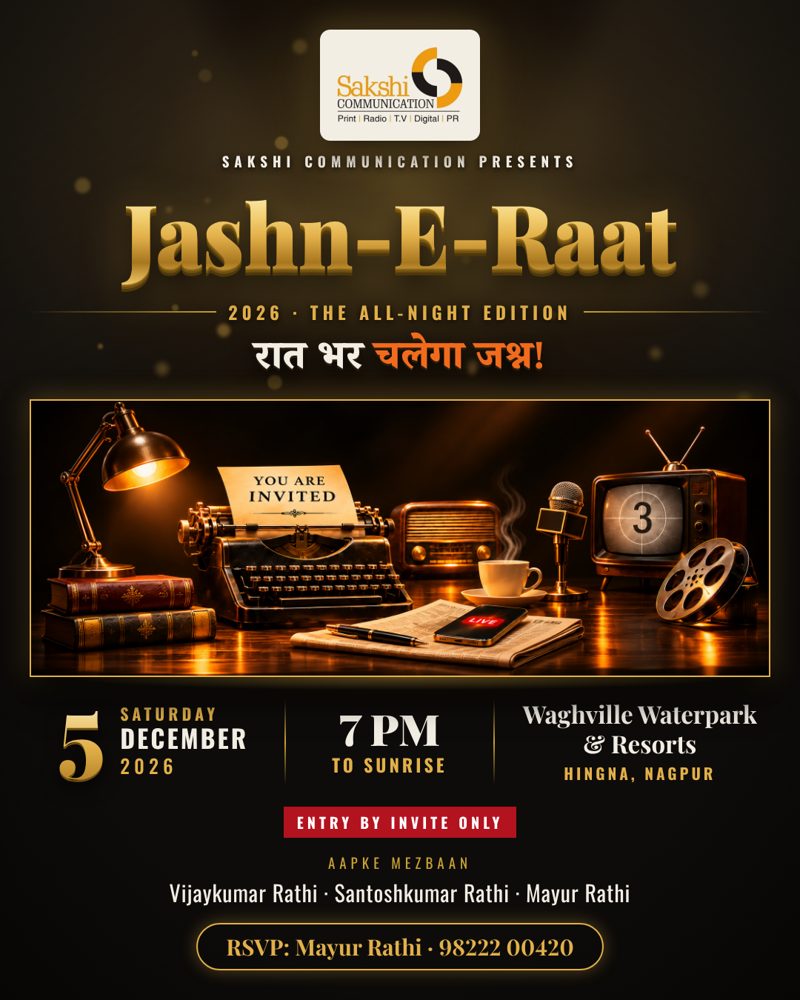 Sakshi
COMMUNICATION
Print | Radio | T.V | Digital | PR
SAKSHI COMMUNICATION PRESENTS
Jashn-E-Raat
2026 · THE ALL-NIGHT EDITION
रात भर चलेगा जश्न!
YOU ARE
INVITED
3
LIVE
5
SATURDAY
DECEMBER
2026
7 PM
TO SUNRISE
Waghville Waterpark
& Resorts
HINGNA, NAGPUR
ENTRY BY INVITE ONLY
AAPKE MEZBAAN
Vijaykumar Rathi · Santoshkumar Rathi · Mayur Rathi
RSVP: Mayur Rathi · 98222 00420